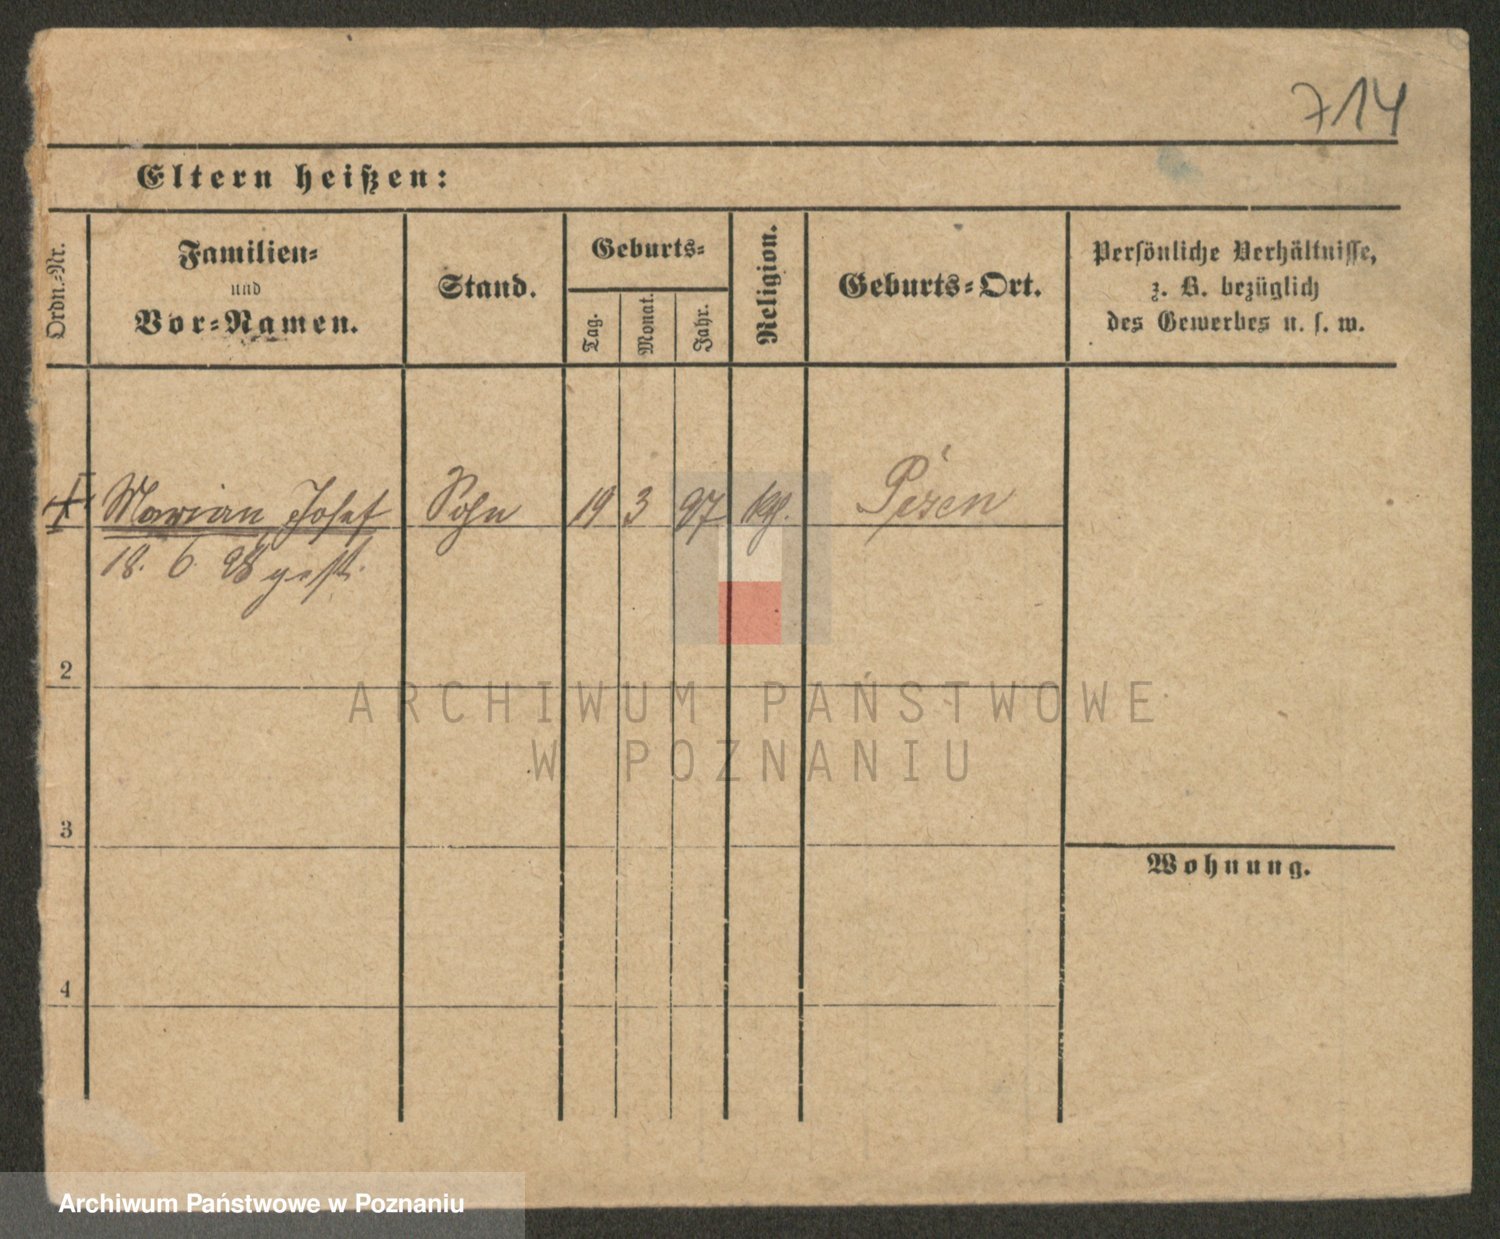 714
Eltern heißen:
Ordn.-Nr.
Familien-
und
Vor-Namen.
Stand.
Geburts-
Tag.
Monat.
Jahr.
Religion.
Geburts-Ort.
Persönliche Verhältnisse,
z. B. bezüglich
des Gewerbes u. s. w.
Marian Josef Sohn 19 3 97 kgl. Posen
18. 6. 98 gest.
2
3
4
Wohnung.
ARCHIWUM PAŃSTWOWE
W POZNANIU
Archiwum Państwowe w Poznaniu